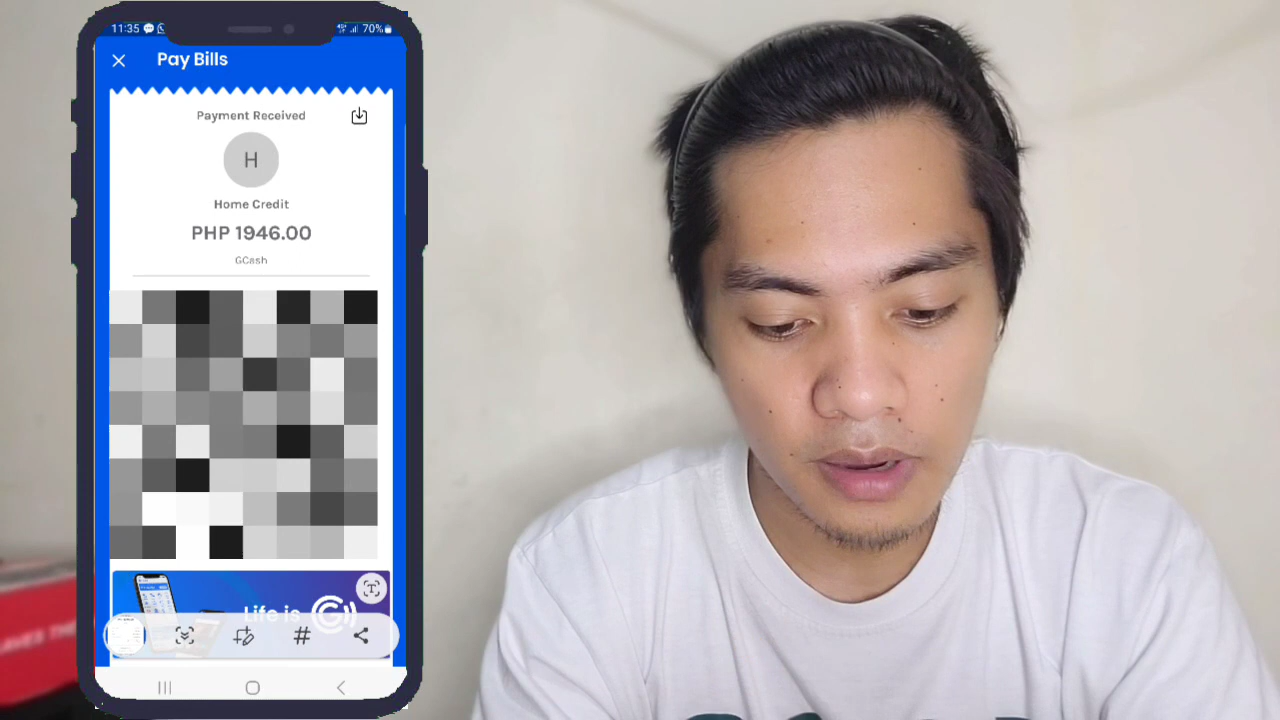 11:35
70%
Pay Bills
Payment Received
H
Home Credit
PHP 1946.00
GCash
Life is